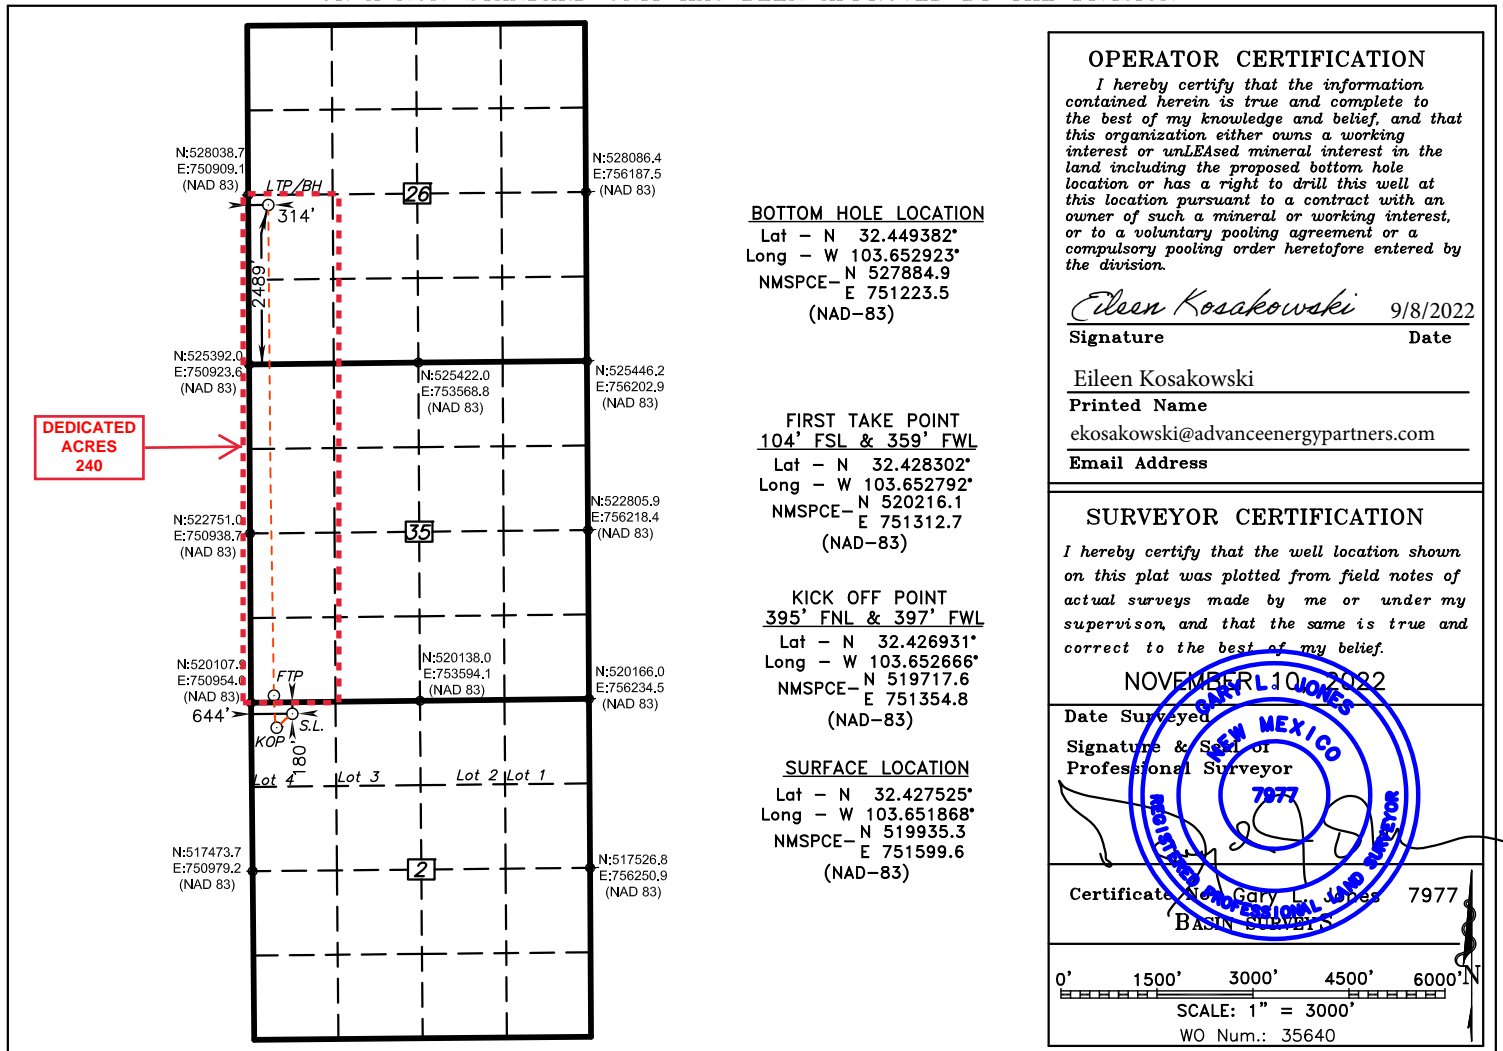 N:528038.7
E:750909.1
(NAD 83)
LTP/BH
314'
2489'
26
N:528086.4
E:756187.5
(NAD 83)
N:525392.0
E:750923.6
(NAD 83)
N:525422.0
E:753568.8
(NAD 83)
N:525446.2
E:756202.9
(NAD 83)
DEDICATED
ACRES
240
N:522751.0
E:750938.7
(NAD 83)
35
N:522805.9
E:756218.4
(NAD 83)
N:520107.9
E:750954.0
(NAD 83)
FTP
N:520138.0
E:753594.1
(NAD 83)
N:520166.0
E:756234.5
(NAD 83)
644'
S.L.
KOP
180'
Lot 4
Lot 3
Lot 2
Lot 1
N:517473.7
E:750979.2
(NAD 83)
2
N:517526.8
E:756250.9
(NAD 83)
BOTTOM HOLE LOCATION
Lat - N 32.449382°
Long - W 103.652923°
NMSPCE- N 527884.9
E 751223.5
(NAD-83)
FIRST TAKE POINT
104' FSL & 359' FWL
Lat - N 32.428302°
Long - W 103.652792°
NMSPCE- N 520216.1
E 751312.7
(NAD-83)
KICK OFF POINT
395' FNL & 397' FWL
Lat - N 32.426931°
Long - W 103.652666°
NMSPCE- N 519717.6
E 751354.8
(NAD-83)
SURFACE LOCATION
Lat - N 32.427525°
Long - W 103.651868°
NMSPCE- N 519935.3
E 751599.6
(NAD-83)
OPERATOR CERTIFICATION
I hereby certify that the information
contained herein is true and complete to
the best of my knowledge and belief, and that
this organization either owns a working
interest or unLEAsed mineral interest in the
land including the proposed bottom hole
location or has a right to drill this well at
this location pursuant to a contract with an
owner of such a mineral or working interest,
or to a voluntary pooling agreement or a
compulsory pooling order heretofore entered by
the division.
Eileen Kosakowski 9/8/2022
Signature Date
Eileen Kosakowski
Printed Name
ekosakowski@advanceenergypartners.com
Email Address
SURVEYOR CERTIFICATION
I hereby certify that the well location shown
on this plat was plotted from field notes of
actual surveys made by me or under my
supervison, and that the same is true and
correct to the best of my belief.
NOVEMBER 10, 2022
Date Surveyed
Signature & Seal of
Professional Surveyor
GARY L. JONES
NEW MEXICO
7977
REGISTERED PROFESSIONAL LAND SURVEYOR
Certificate No. Gary L. Jones 7977
BASIN SURVEYS
N
0' 1500' 3000' 4500' 6000'
SCALE: 1" = 3000'
WO Num.: 35640